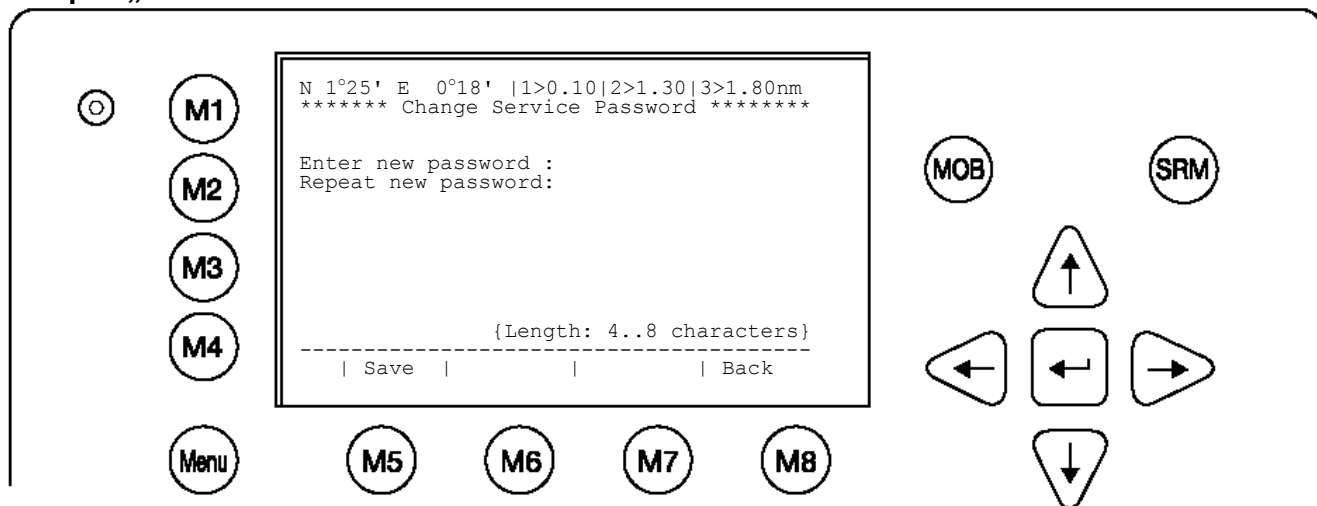 N 1°25' E  0°18' |1>0.10|2>1.30|3>1.80nm
******* Change Service Password ********
Enter new password :
Repeat new password:
{Length: 4..8 characters}
----------------------------------------
| Save  |         |         | Back
M1
M2
M3
M4
Menu
M5
M6
M7
M8
MOB
SRM